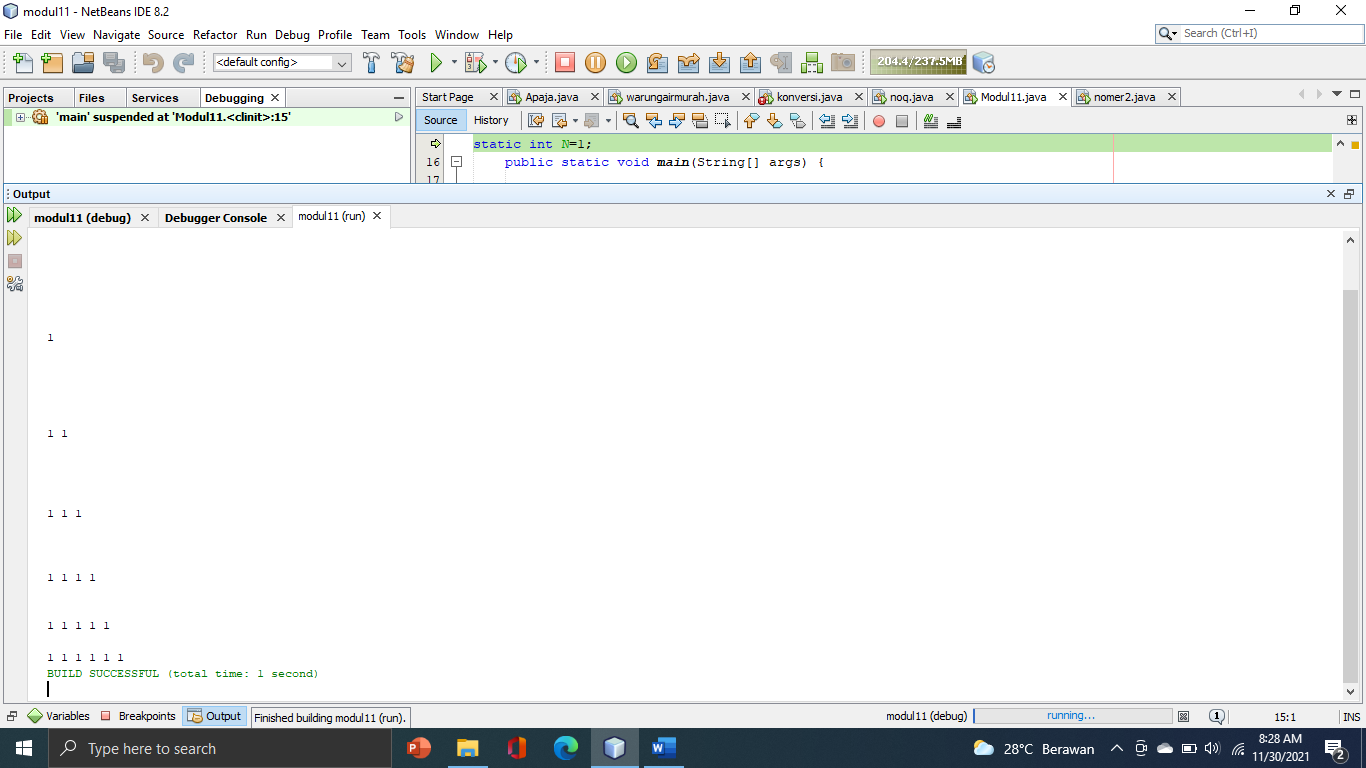 modul11 - NetBeans IDE 8.2
File Edit View Navigate Source Refactor Run Debug Profile Team Tools Window Help
Search (Ctrl+I)
<default config>
204.4/237.5MB
Projects Files Services Debugging
Start Page Apaja.java warungairmurah.java konversi.java noq.java Modul11.java nomer2.java
'main' suspended at 'Modul11.<clinit>:15'
Source History
static int N=1;
16 public static void main(String[] args) {
17
Output
modul11 (debug) Debugger Console modul11 (run)
1
1 1
1 1 1
1 1 1 1
1 1 1 1 1
1 1 1 1 1 1
BUILD SUCCESSFUL (total time: 1 second)
Variables Breakpoints Output Finished building modul11 (run). modul11 (debug) running... 1 15:1 INS
Type here to search
28°C Berawan
8:28 AM
11/30/2021
2